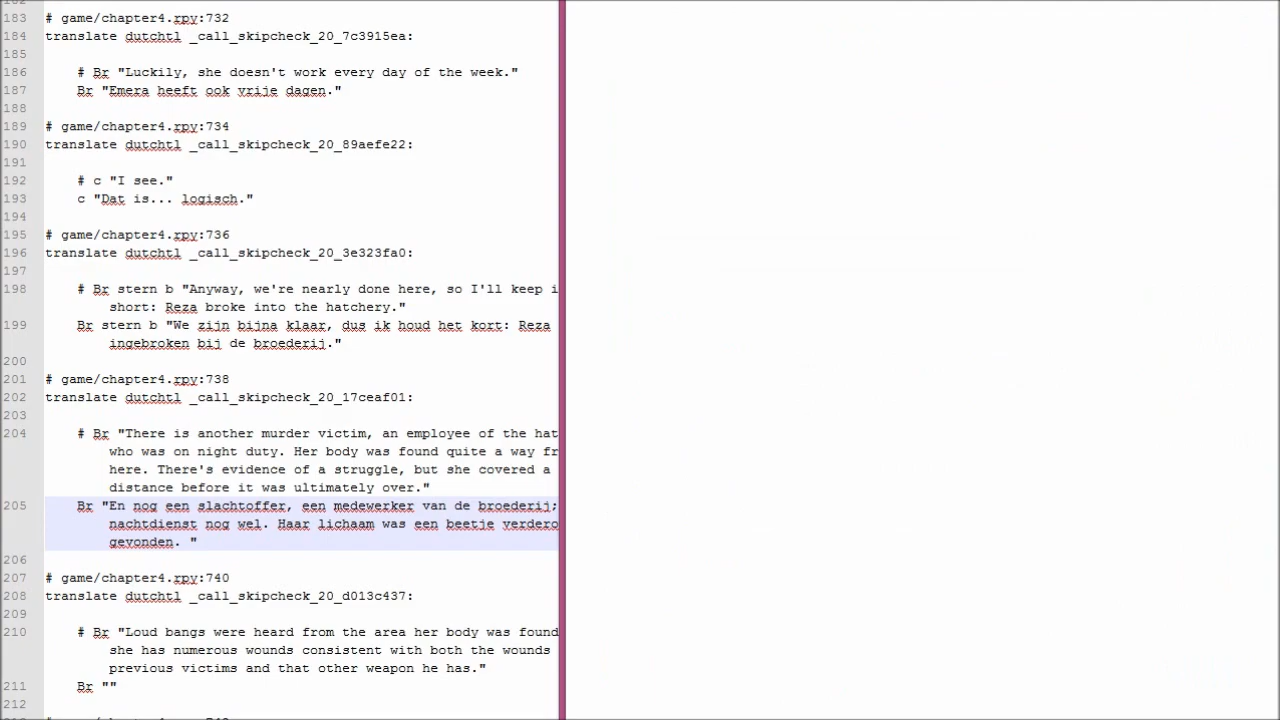 183 # game/chapter4.rpy:732
184 translate dutchtl _call_skipcheck_20_7c3915ea:
185
186 # Br "Luckily, she doesn't work every day of the week."
187 Br "Emera heeft ook vrije dagen."
188
189 # game/chapter4.rpy:734
190 translate dutchtl _call_skipcheck_20_89aefe22:
191
192 # c "I see."
193 c "Dat is... logisch."
194
195 # game/chapter4.rpy:736
196 translate dutchtl _call_skipcheck_20_3e323fa0:
197
198 # Br stern b "Anyway, we're nearly done here, so I'll keep i
short: Reza broke into the hatchery."
199 Br stern b "We zijn bijna klaar, dus ik houd het kort: Reza
ingebroken bij de broederij."
200
201 # game/chapter4.rpy:738
202 translate dutchtl _call_skipcheck_20_17ceaf01:
203
204 # Br "There is another murder victim, an employee of the hat
who was on night duty. Her body was found quite a way fr
here. There's evidence of a struggle, but she covered a
distance before it was ultimately over."
205 Br "En nog een slachtoffer, een medewerker van de broederij;
nachtdienst nog wel. Haar lichaam was een beetje verdero
gevonden. "
206
207 # game/chapter4.rpy:740
208 translate dutchtl _call_skipcheck_20_d013c437:
209
210 # Br "Loud bangs were heard from the area her body was found
she has numerous wounds consistent with both the wounds
previous victims and that other weapon he has."
211 Br ""
212